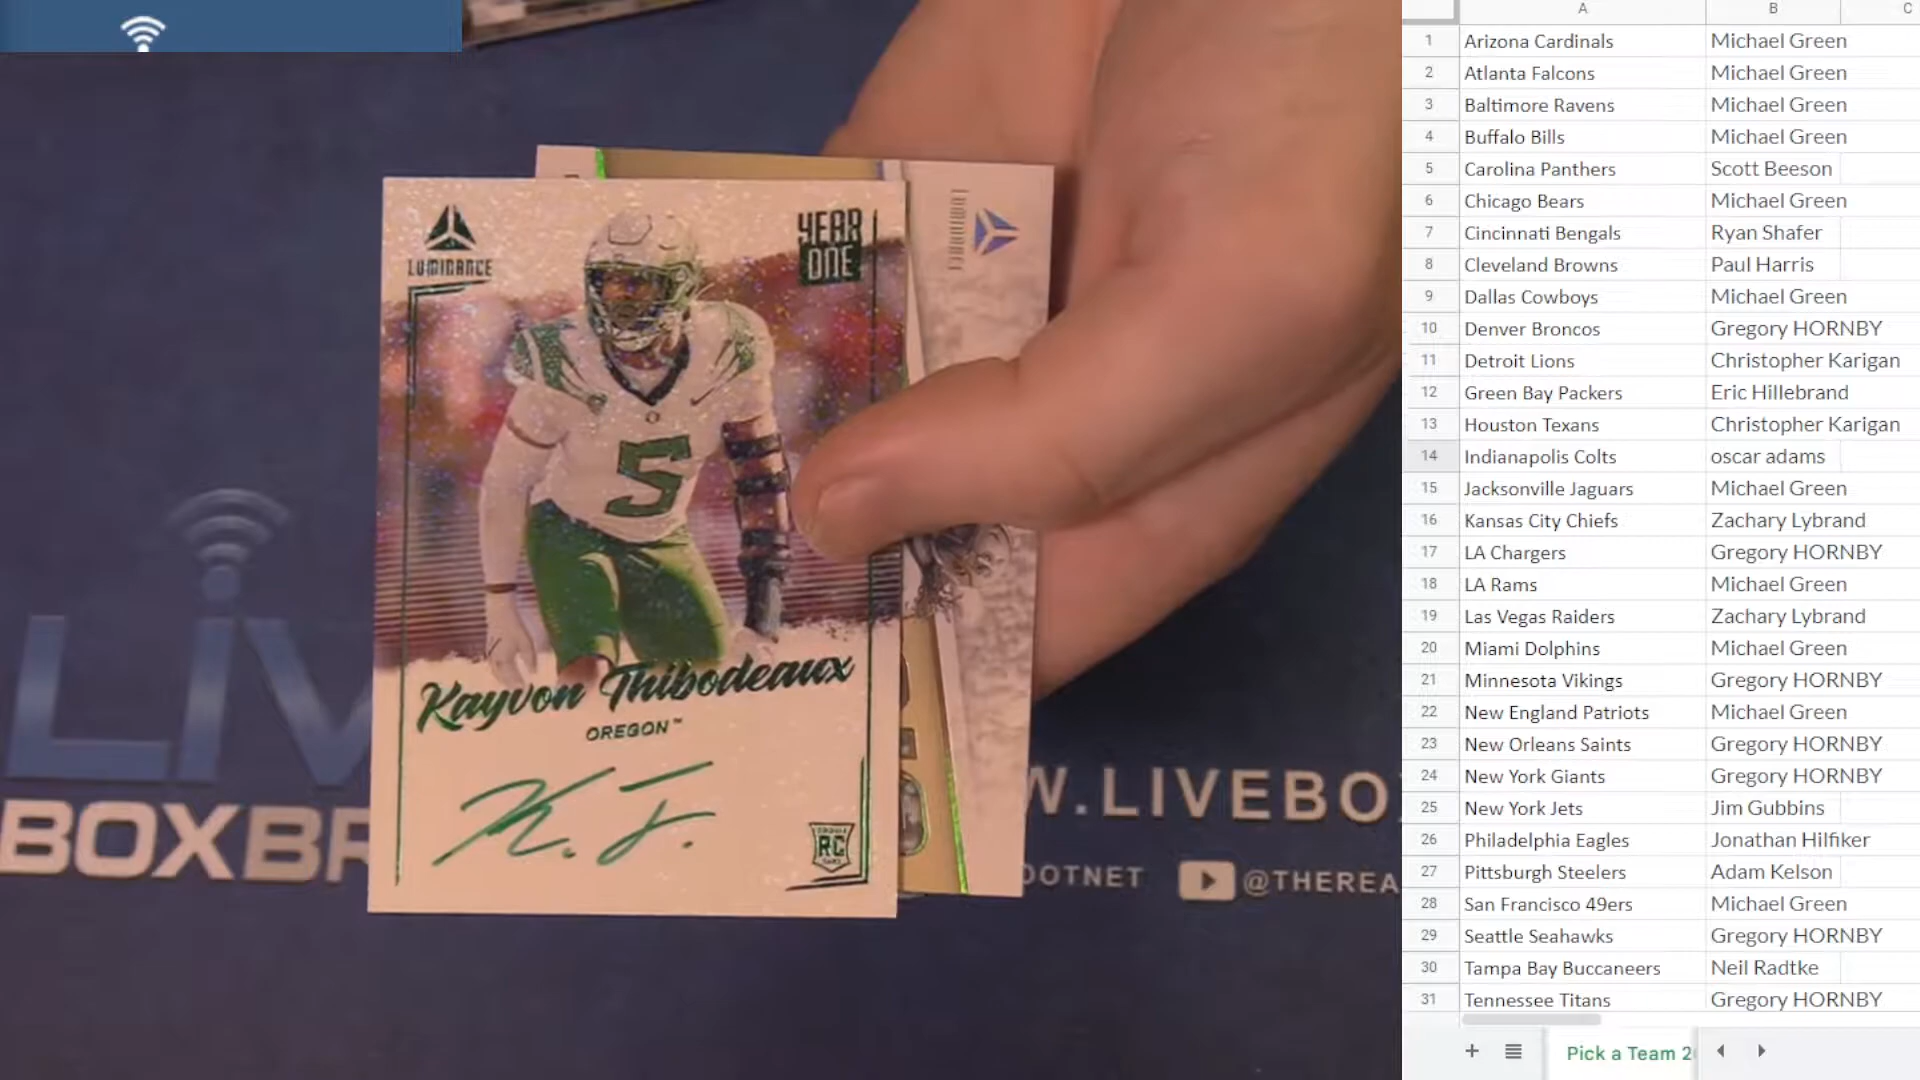 LUMINANCE
YEAR
ONE
LUMINANCE
5
Kayvon Thibodeaux
OREGON™
K. T.
RC
LIV
BOXBR
W.LIVEBO
DOTNET
@THEREA
A B C
1 Arizona Cardinals Michael Green
2 Atlanta Falcons Michael Green
3 Baltimore Ravens Michael Green
4 Buffalo Bills Michael Green
5 Carolina Panthers Scott Beeson
6 Chicago Bears Michael Green
7 Cincinnati Bengals Ryan Shafer
8 Cleveland Browns Paul Harris
9 Dallas Cowboys Michael Green
10 Denver Broncos Gregory HORNBY
11 Detroit Lions Christopher Karigan
12 Green Bay Packers Eric Hillebrand
13 Houston Texans Christopher Karigan
14 Indianapolis Colts oscar adams
15 Jacksonville Jaguars Michael Green
16 Kansas City Chiefs Zachary Lybrand
17 LA Chargers Gregory HORNBY
18 LA Rams Michael Green
19 Las Vegas Raiders Zachary Lybrand
20 Miami Dolphins Michael Green
21 Minnesota Vikings Gregory HORNBY
22 New England Patriots Michael Green
23 New Orleans Saints Gregory HORNBY
24 New York Giants Gregory HORNBY
25 New York Jets Jim Gubbins
26 Philadelphia Eagles Jonathan Hilfiker
27 Pittsburgh Steelers Adam Kelson
28 San Francisco 49ers Michael Green
29 Seattle Seahawks Gregory HORNBY
30 Tampa Bay Buccaneers Neil Radtke
31 Tennessee Titans Gregory HORNBY
Pick a Team 2